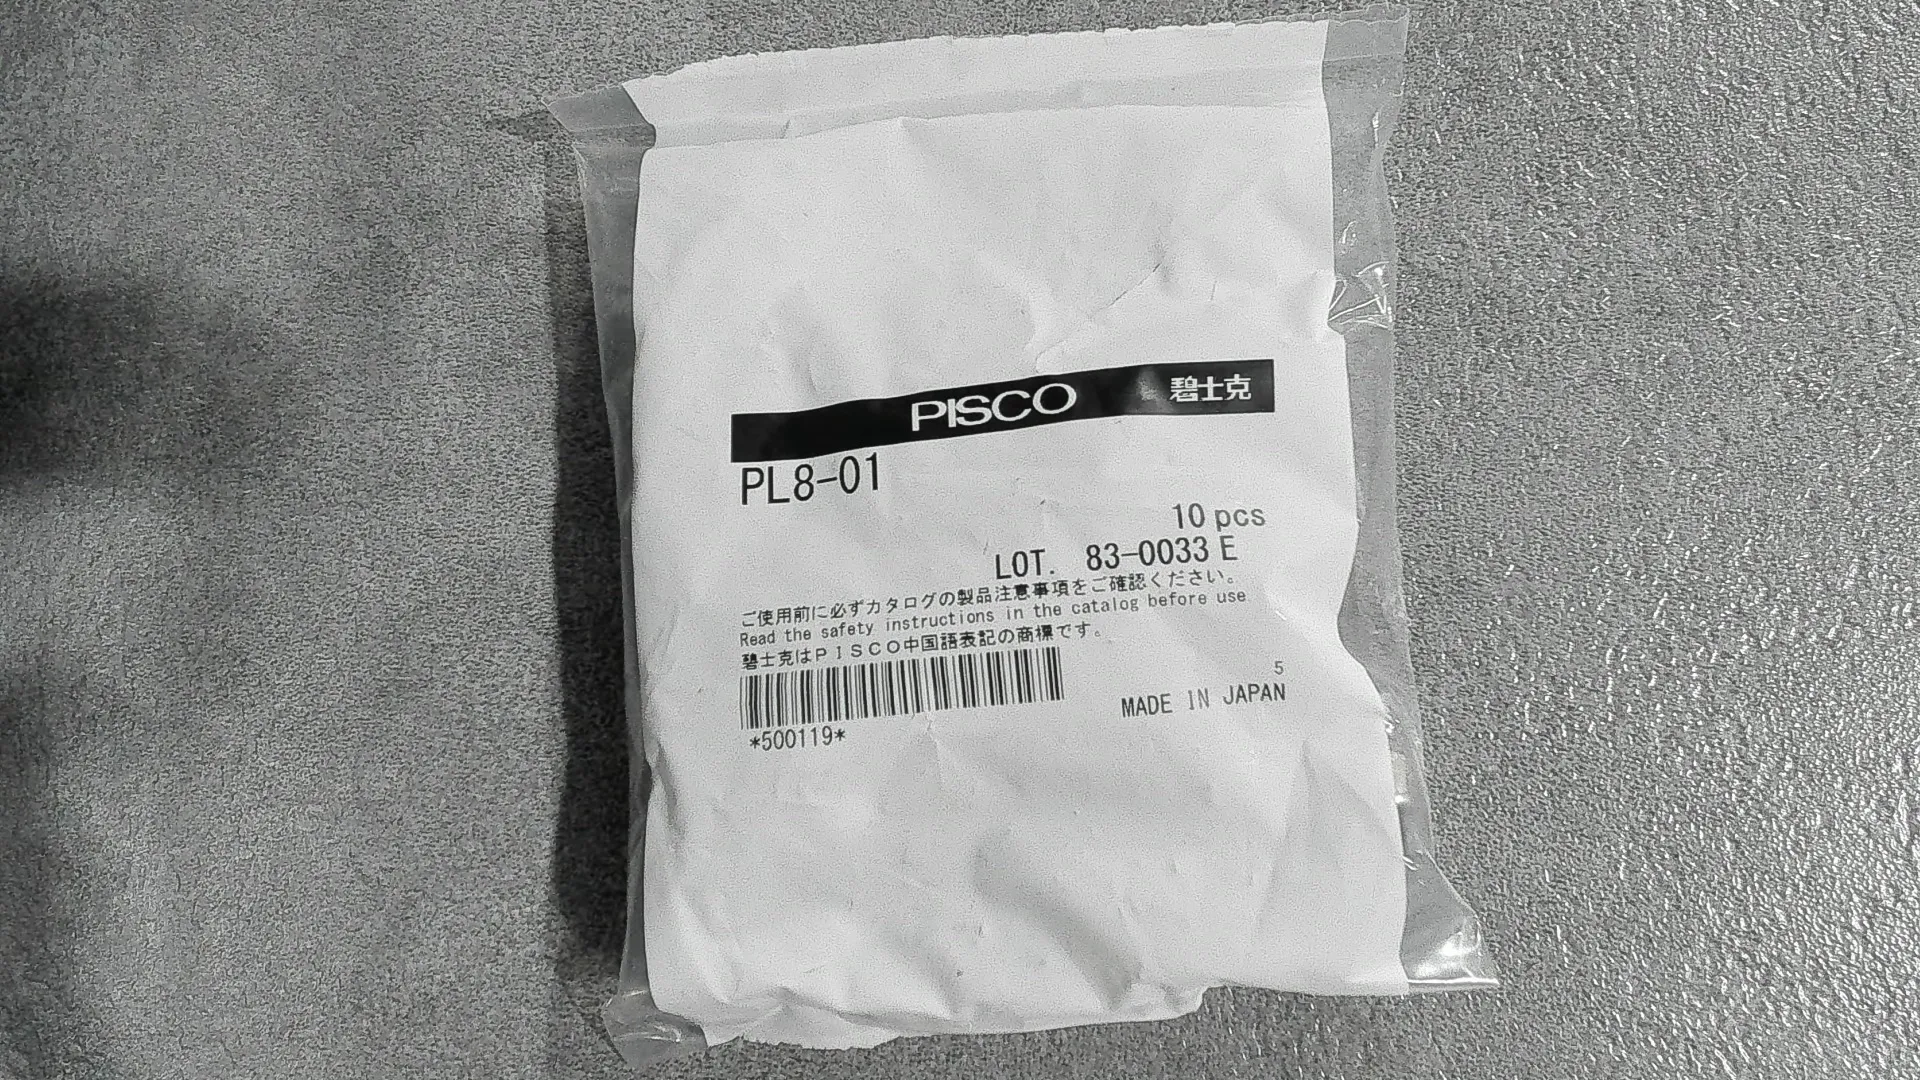 PISCO 碧士克
PL8-01
10 pcs
LOT. 83-0033 E
ご使用前に必ずカタログの製品注意事項をご確認ください。
Read the safety instructions in the catalog before use
碧士克はPISCO中国語表記の商標です。
5
MADE IN JAPAN
*500119*